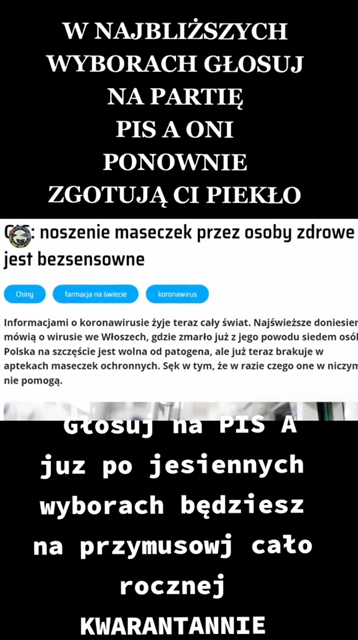 W NAJBLIŻSZYCH
WYBORACH GŁOSUJ
NA PARTIĘ
PIS A ONI
PONOWNIE
ZGOTUJĄ CI PIEKŁO
: noszenie maseczek przez osoby zdrowe
jest bezsensowne
Chiny
farmacja na świecie
koronawirus
Informacjami o koronawirusie żyje teraz cały świat. Najświeższe
mówią o wirusie we Włoszech, gdzie zmarło już z jego powodu siedem
Polska na szczęście jest wolna od patogena, ale już teraz brakuje w
aptekach maseczek ochronnych. Sęk w tym, że w razie czego one w niczym
nie pomogą.
Głosuj na PIS A
juz po jesiennych
wyborach będziesz
na przymusowj cało
rocznej
KWARANTANNIE